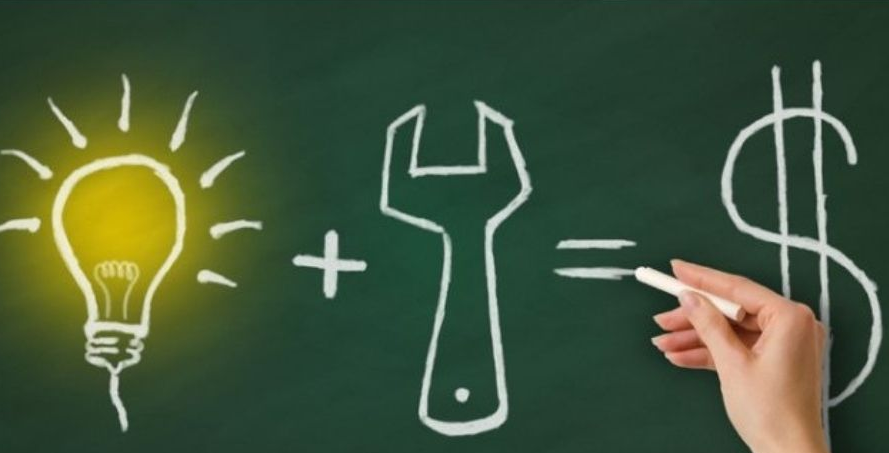 + = $